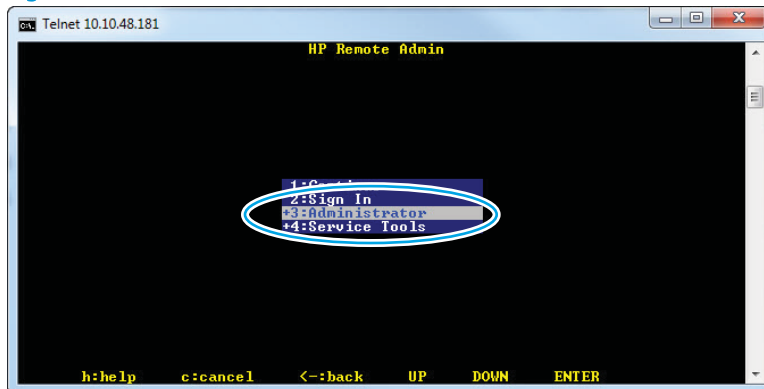 Telnet 10.10.48.181
HP Remote Admin
2:Sign In
+3:Administrator
+4:Service Tools
h:help c:cancel <-:back UP DOWN ENTER